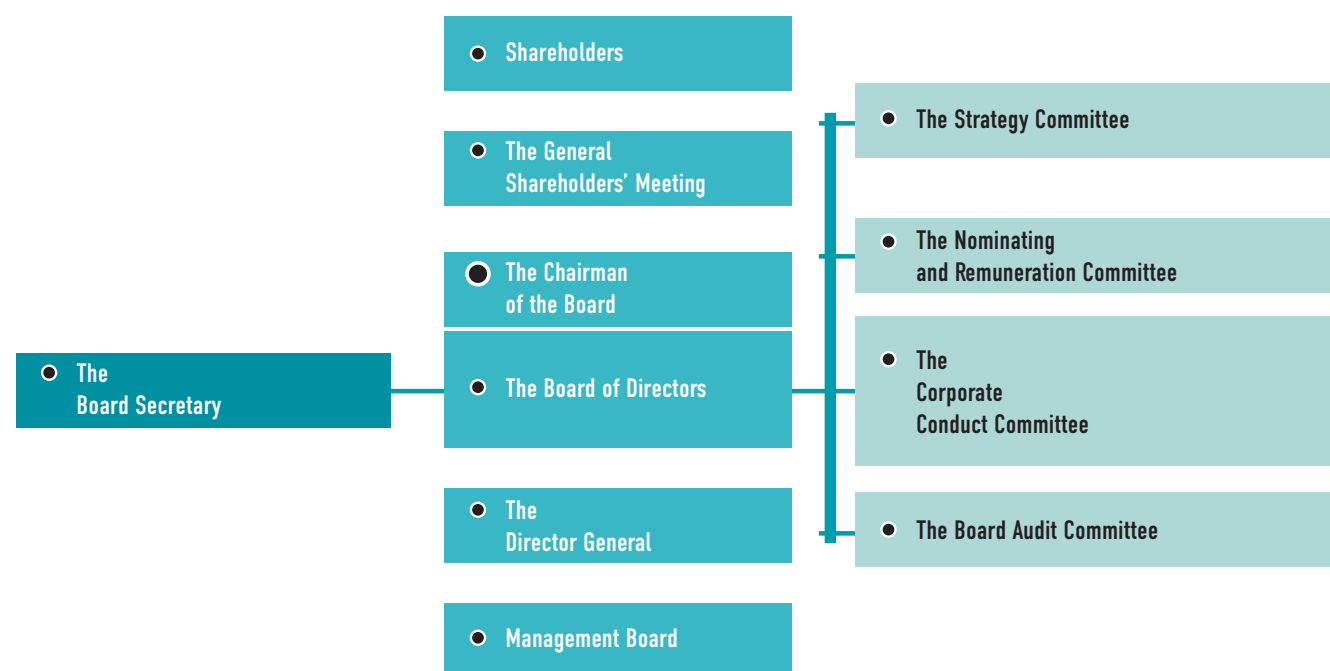 Shareholders
The General
Shareholders’ Meeting
The Chairman
of the Board
The
Board Secretary
The Board of Directors
The
Director General
Management Board
The Strategy Committee
The Nominating
and Remuneration Committee
The
Corporate
Conduct Committee
The Board Audit Committee